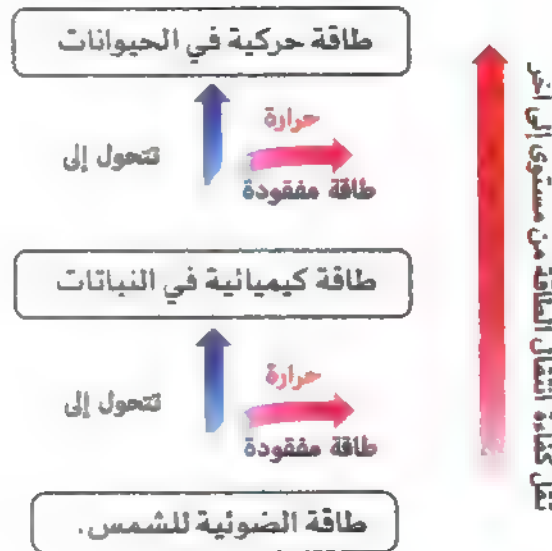 طاقة حركية في الحيوانات
حرارة
تتحول إلى
طاقة مفقودة
طاقة كيميائية في النباتات
حرارة
تتحول إلى
طاقة مفقودة
طاقة الضوئية للشمس.
تقل كفاءة انتقال الطاقة من مستوى إلى آخر